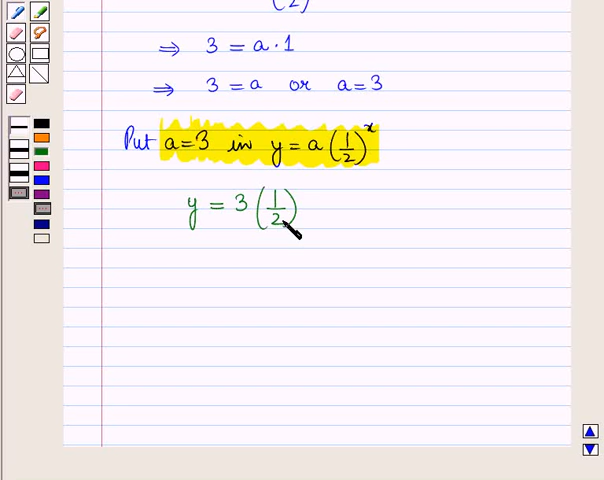 (2)
⇒ 3 = a · 1
⇒ 3 = a or a = 3
Put a = 3 in y = a (1/2)^x
y = 3 (1/2)